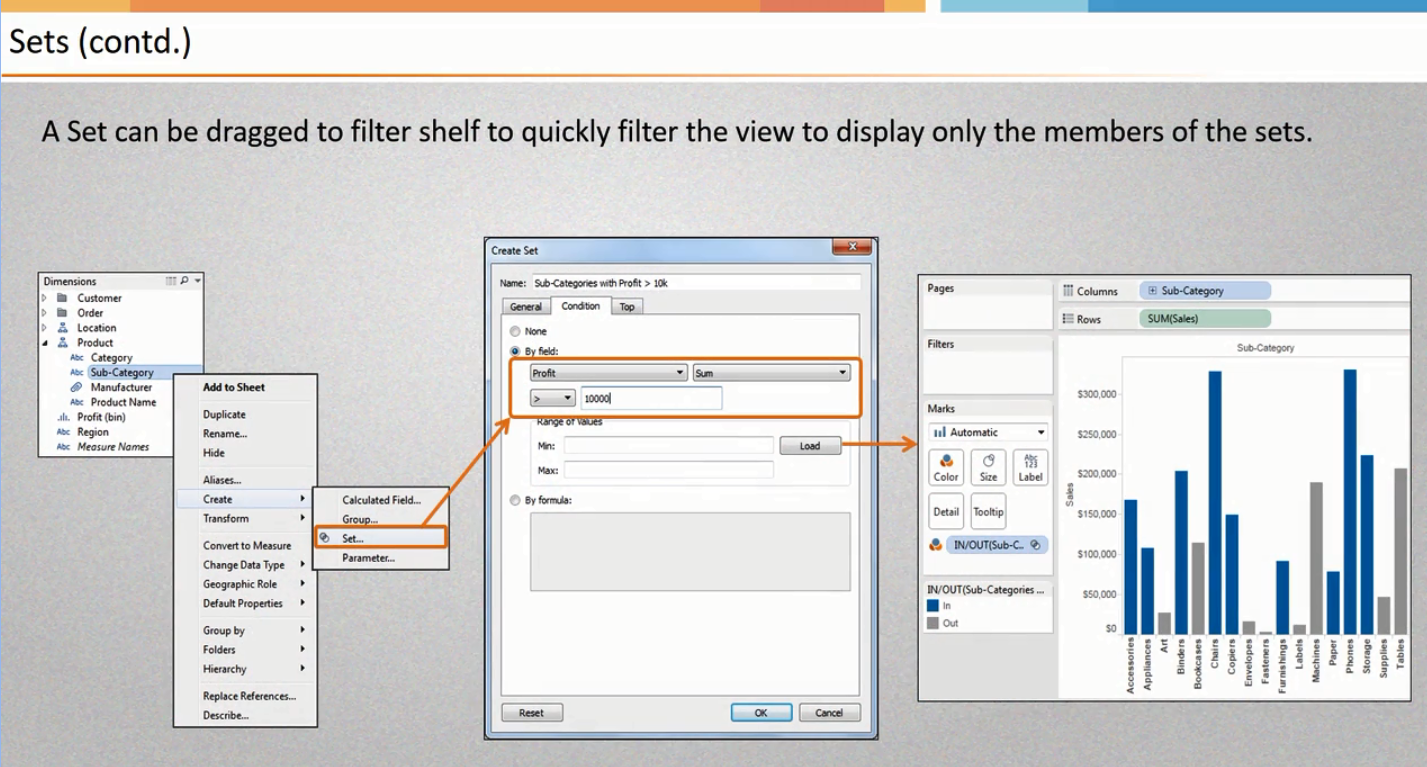 Sets (contd.)
A Set can be dragged to filter shelf to quickly filter the view to display only the members of the sets.
Dimensions
Customer
Order
Location
Product
Abc Category
Abc Sub-Category
Manufacturer
Abc Product Name
Profit (bin)
Abc Region
Abc Measure Names
Add to Sheet
Duplicate
Rename...
Hide
Aliases...
Create
Transform
Convert to Measure
Change Data Type
Geographic Role
Default Properties
Group by
Folders
Hierarchy
Replace References...
Describe...
Calculated Field...
Group...
Set...
Parameter...
Create Set
Name: Sub-Categories with Profit > 10k
General Condition Top
None
By field:
Profit Sum
> 10000
Range of Values
Min:
Load
Max:
By formula:
Reset OK Cancel
Pages
Columns Sub-Category
Rows SUM(Sales)
Filters
Marks
Automatic
Abc
123
Color Size Label
Detail Tooltip
IN/OUT(Sub-C..
IN/OUT(Sub-Categories ...
In
Out
Sub-Category
Sales
$300,000
$250,000
$200,000
$150,000
$100,000
$50,000
$0
Accessories
Appliances
Art
Binders
Bookcases
Chairs
Copiers
Envelopes
Fasteners
Furnishings
Labels
Machines
Paper
Phones
Storage
Supplies
Tables